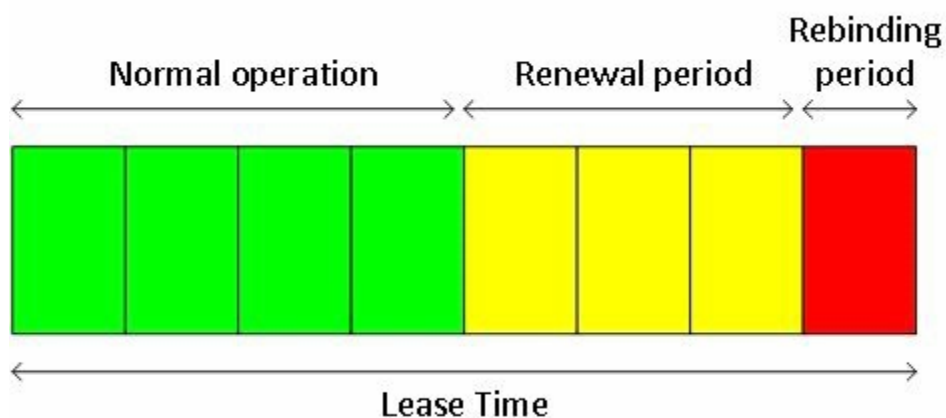 Normal operation
Renewal period
Rebinding
period
Lease Time